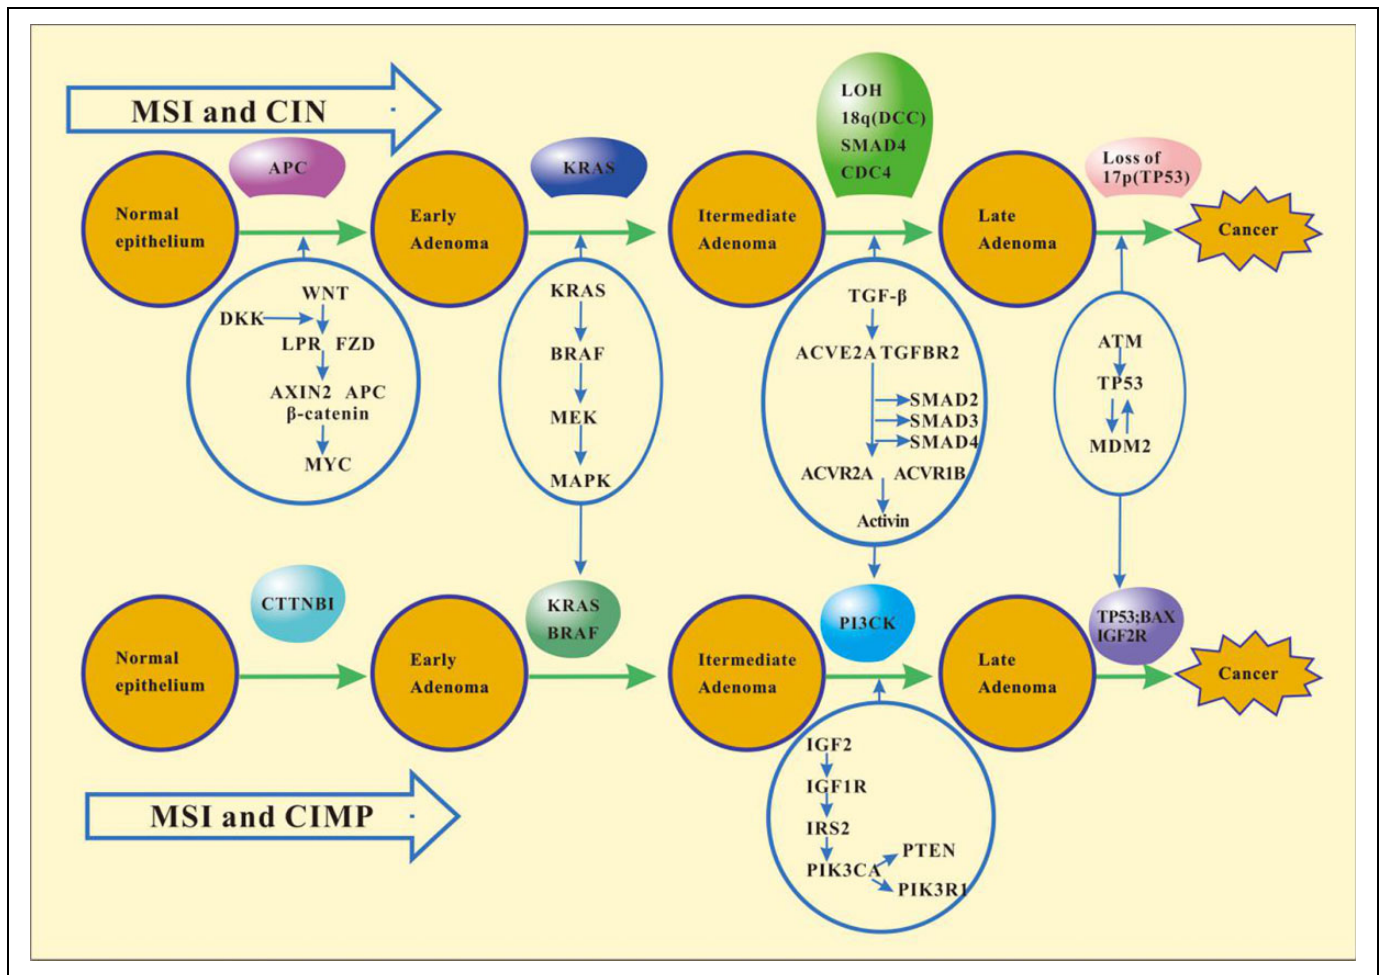 MSI and CIN
LOH
18q(DCC)
SMAD4
CDC4
APC
KRAS
Loss of
17p(TP53)
Normal
epithelium
Early
Adenoma
Itermediate
Adenoma
Late
Adenoma
Cancer
WNT
DKK
LPR FZD
AXIN2 APC
β-catenin
MYC
KRAS
BRAF
MEK
MAPK
TGF-β
ACVE2A TGFBR2
SMAD2
SMAD3
SMAD4
ACVR2A ACVR1B
Activin
ATM
TP53
MDM2
CTTNBI
KRAS
BRAF
PI3CK
TP53;BAX
IGF2R
Normal
epithelium
Early
Adenoma
Itermediate
Adenoma
Late
Adenoma
Cancer
MSI and CIMP
IGF2
IGF1R
IRS2
PIK3CA
PTEN
PIK3R1